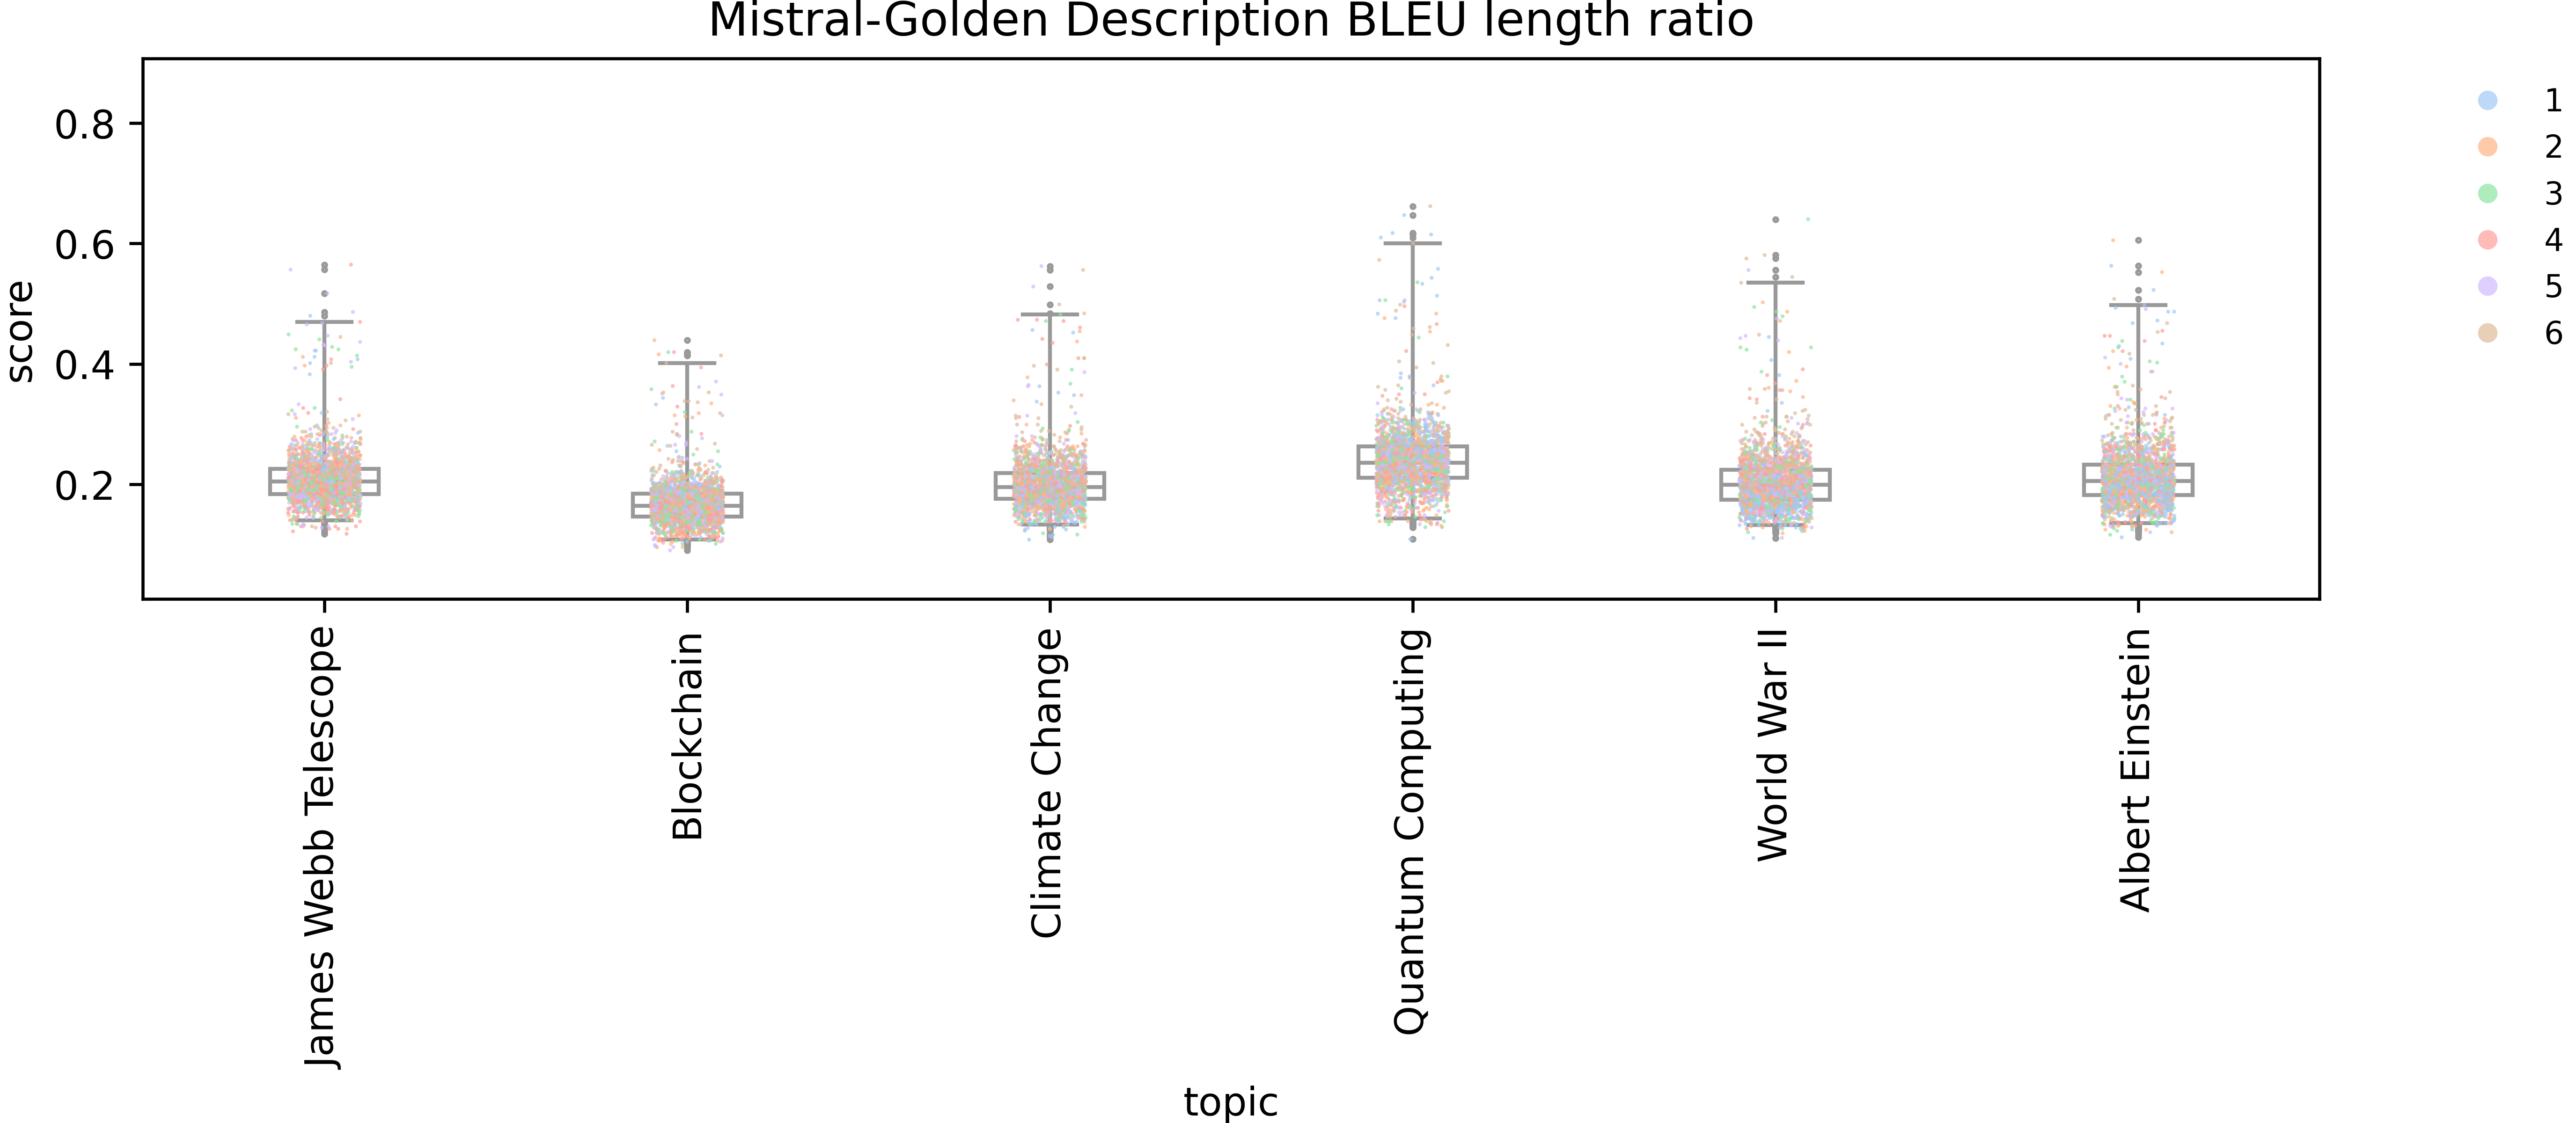 Mistral-Golden Description BLEU length ratio
score
0.8
0.6
0.4
0.2
James Webb Telescope
Blockchain
Climate Change
Quantum Computing
World War II
Albert Einstein
topic
1
2
3
4
5
6